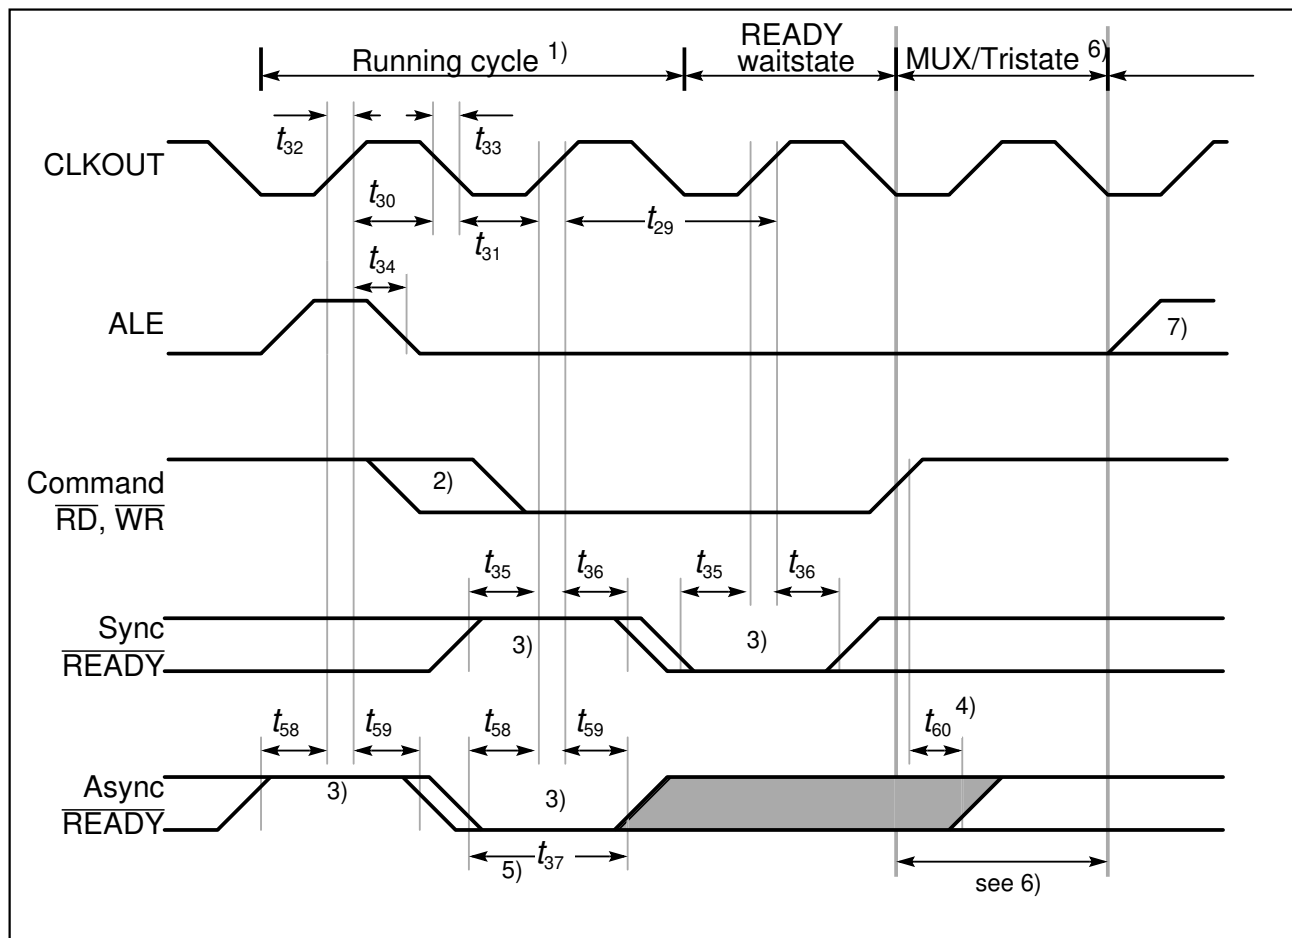 READY
Running cycle 1) waitstate MUX/Tristate 6)
t32 t33
CLKOUT
t30
t31 t29
t34
ALE 7)
Command 2)
RD, WR
t35 t36 t35 t36
Sync
READY 3) 3)
t58 t59 t58 t59 t60 4)
Async 3) 3)
READY
5) t37
see 6)